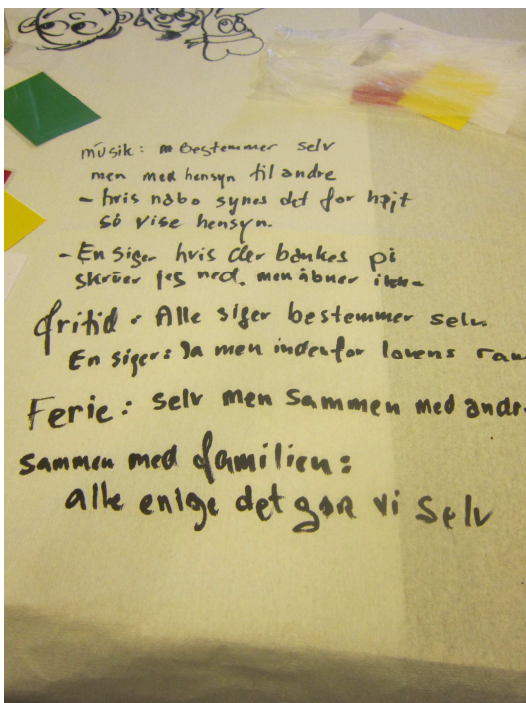 musik: Bestemmer selv
men med hensyn til andre
- hvis nabo synes det for højt
så vise hensyn.
- En siger hvis der bankes på
skruer jeg ned, men åbner ikke
fritid: Alle siger bestemmer selv.
En siger: Ja men indenfor lovens
Ferie: selv men sammen med
sammen med familien:
alle enige det gør vi selv